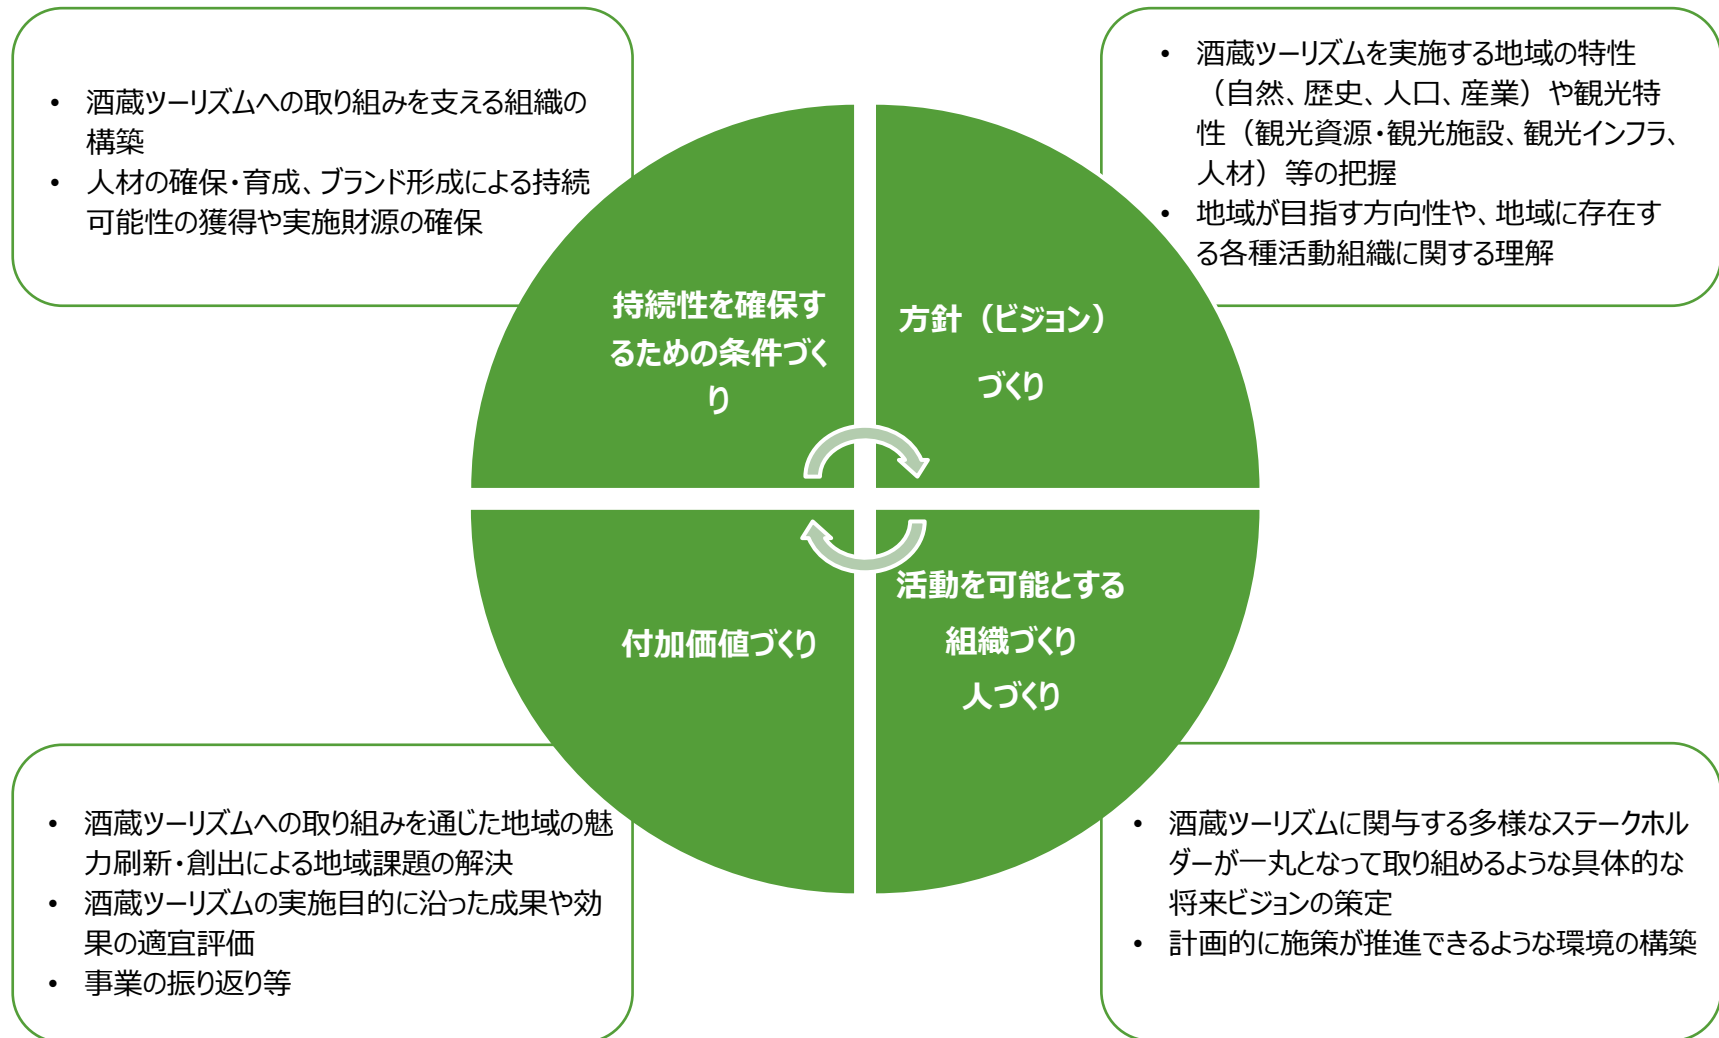 • 酒蔵ツーリズムへの取り組みを支える組織の
構築
• 人材の確保・育成、ブランド形成による持続
可能性の獲得や実施財源の確保
• 酒蔵ツーリズムを実施する地域の特性
（自然、歴史、人口、産業）や観光特
性（観光資源・観光施設、観光インフラ、
人材）等の把握
• 地域が目指す方向性や、地域に存在す
る各種活動組織に関する理解
持続性を確保す
るための条件づく
り
方針（ビジョン）
づくり
付加価値づくり
活動を可能とする
組織づくり
人づくり
• 酒蔵ツーリズムへの取り組みを通じた地域の魅
力刷新・創出による地域課題の解決
• 酒蔵ツーリズムの実施目的に沿った成果や効
果の適宜評価
• 事業の振り返り等
• 酒蔵ツーリズムに関与する多様なステークホル
ダーが一丸となって取り組めるような具体的な
将来ビジョンの策定
• 計画的に施策が推進できるような環境の構築